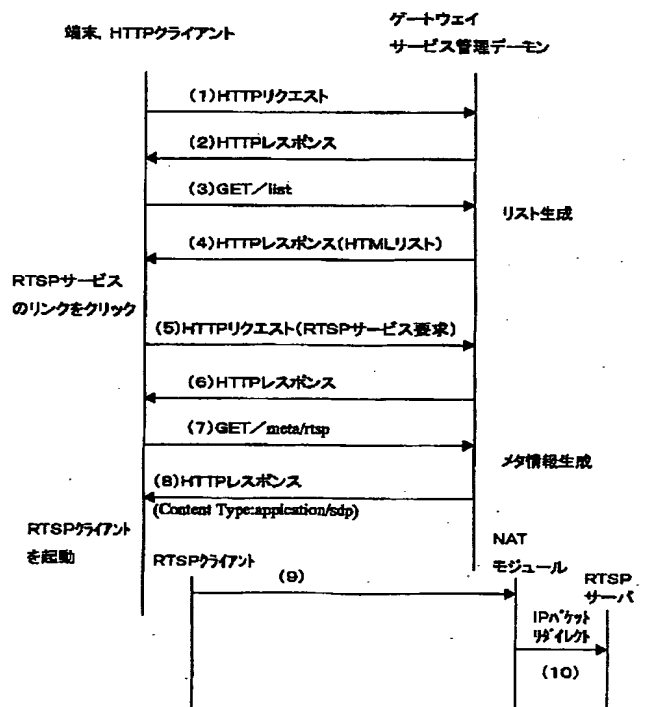 端末、HTTPクライアント
ゲートウェイ
サービス管理デーモン
(1)HTTPリクエスト
(2)HTTPレスポンス
(3)GET／list
リスト生成
(4)HTTPレスポンス(HTMLリスト)
RTSPサービス
のリンクをクリック
(5)HTTPリクエスト(RTSPサービス要求)
(6)HTTPレスポンス
(7)GET／meta/rtsp
メタ情報生成
(8)HTTPレスポンス
(Content Type:appication/sdp)
RTSPクライアント
を起動
RTSPクライアント
(9)
NAT
モジュール
RTSP
サーバ
IPパケット
リダイレクト
(10)